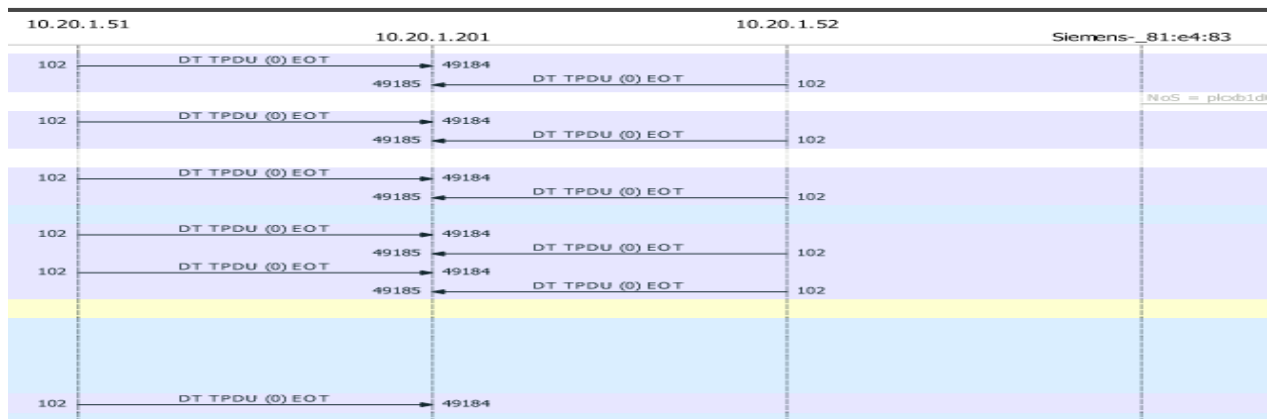 10.20.1.51 10.20.1.52
10.20.1.201 Siemens-_81:e4:83
102 DT TPDU (0) EOT 49184
49185 DT TPDU (0) EOT 102
102 DT TPDU (0) EOT 49184
49185 DT TPDU (0) EOT 102
102 DT TPDU (0) EOT 49184
49185 DT TPDU (0) EOT 102
102 DT TPDU (0) EOT 49184
49185 DT TPDU (0) EOT 102
102 DT TPDU (0) EOT 49184
49185 DT TPDU (0) EOT 102
102 DT TPDU (0) EOT 49184